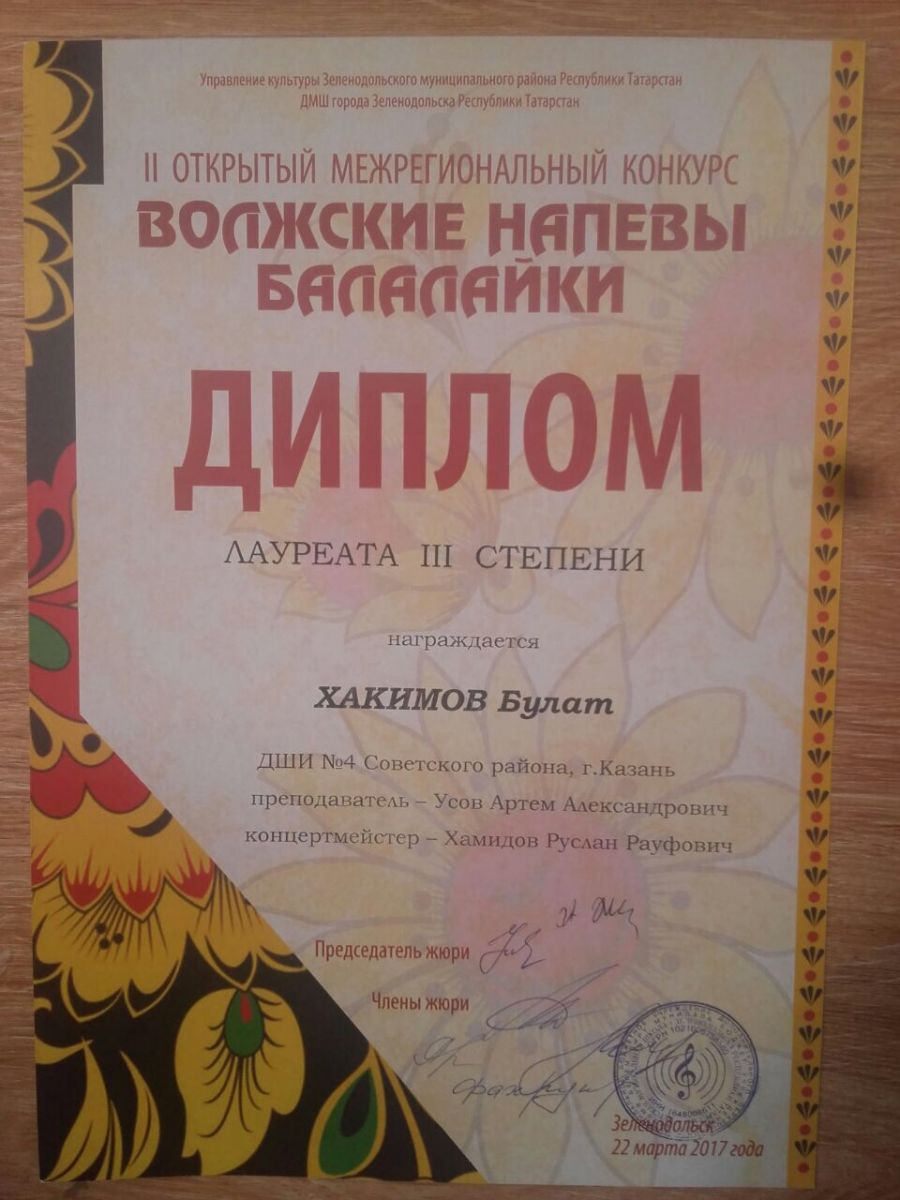 Управление культуры Зеленодольского муниципального района Республики Татарстан
ДМШ города Зеленодольска Республики Татарстан
II ОТКРЫТЫЙ МЕЖРЕГИОНАЛЬНЫЙ КОНКУРС
ВОЛЖСКИЕ НАПЕВЫ
БАЛАЛАЙКИ
ДИПЛОМ
ЛАУРЕАТА III СТЕПЕНИ
награждается
ХАКИМОВ Булат
ДШИ №4 Советского района, г.Казань
преподаватель – Усов Артем Александрович
концертмейстер – Хамидов Руслан Рауфович
Председатель жюри
Члены жюри
Зеленодольск
22 марта 2017 года